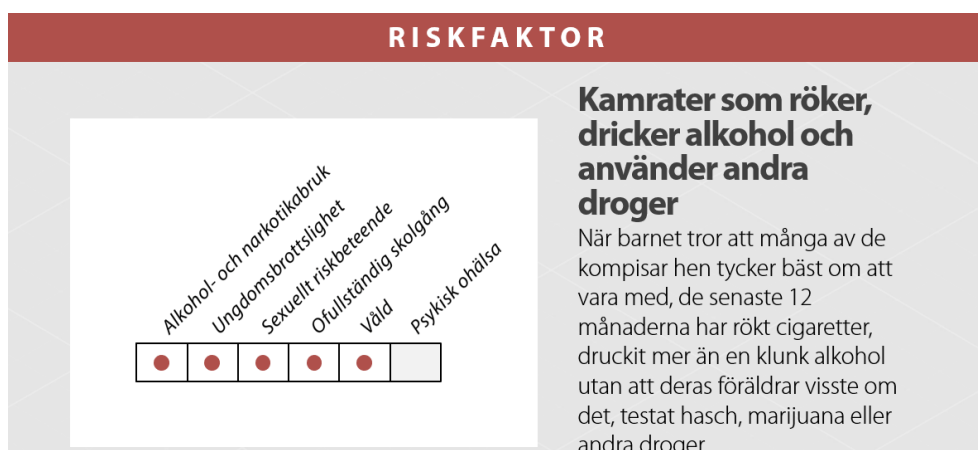 RISKFAKTOR
Alkohol- och narkotikabruk
Ungdomsbrottslighet
Sexuellt riskbeteende
Ofullständig skolgång
Våld
Psykisk ohälsa
Kamrater som röker,
dricker alkohol och
använder andra
droger
När barnet tror att många av de
kompisar hen tycker bäst om att
vara med, de senaste 12
månaderna har rökt cigaretter,
druckit mer än en klunk alkohol
utan att deras föräldrar visste om
det, testat hasch, marijuana eller
andra droger